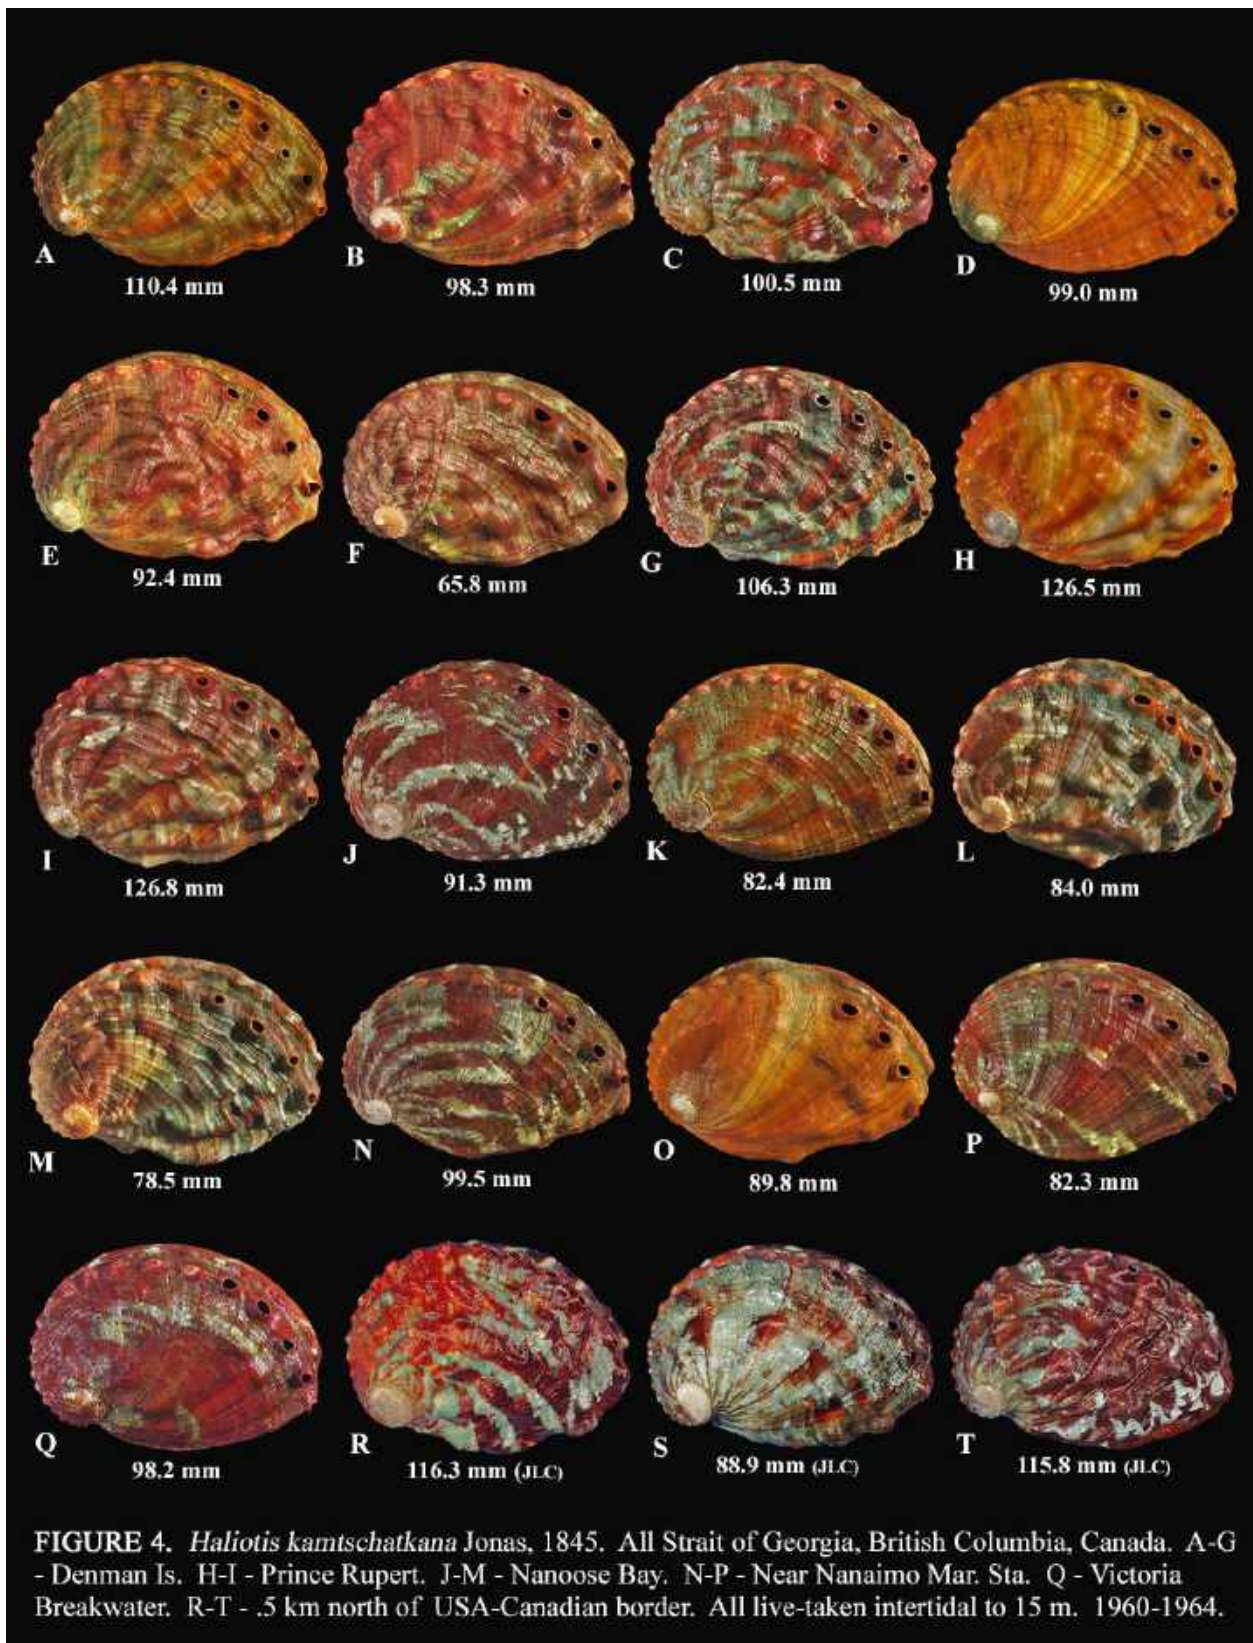 A B C D
110.4 mm 98.3 mm 100.5 mm 99.0 mm
E F G H
92.4 mm 65.8 mm 106.3 mm 126.5 mm
I J K L
126.8 mm 91.3 mm 82.4 mm 84.0 mm
M N O P
78.5 mm 99.5 mm 89.8 mm 82.3 mm
Q R S T
98.2 mm 116.3 mm (JLC) 88.9 mm (JLC) 115.8 mm (JLC)
FIGURE 4. Haliotis kamtschatkana Jonas, 1845. All Strait of Georgia, British Columbia, Canada. A-G
- Denman Is. H-I - Prince Rupert. J-M - Nanoose Bay. N-P - Near Nanaimo Mar. Sta. Q - Victoria
Breakwater. R-T - .5 km north of USA-Canadian border. All live-taken intertidal to 15 m. 1960-1964.